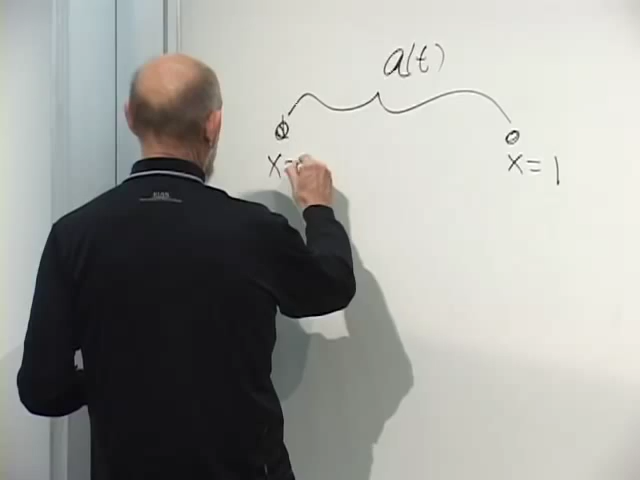 a(t)
x= x=1